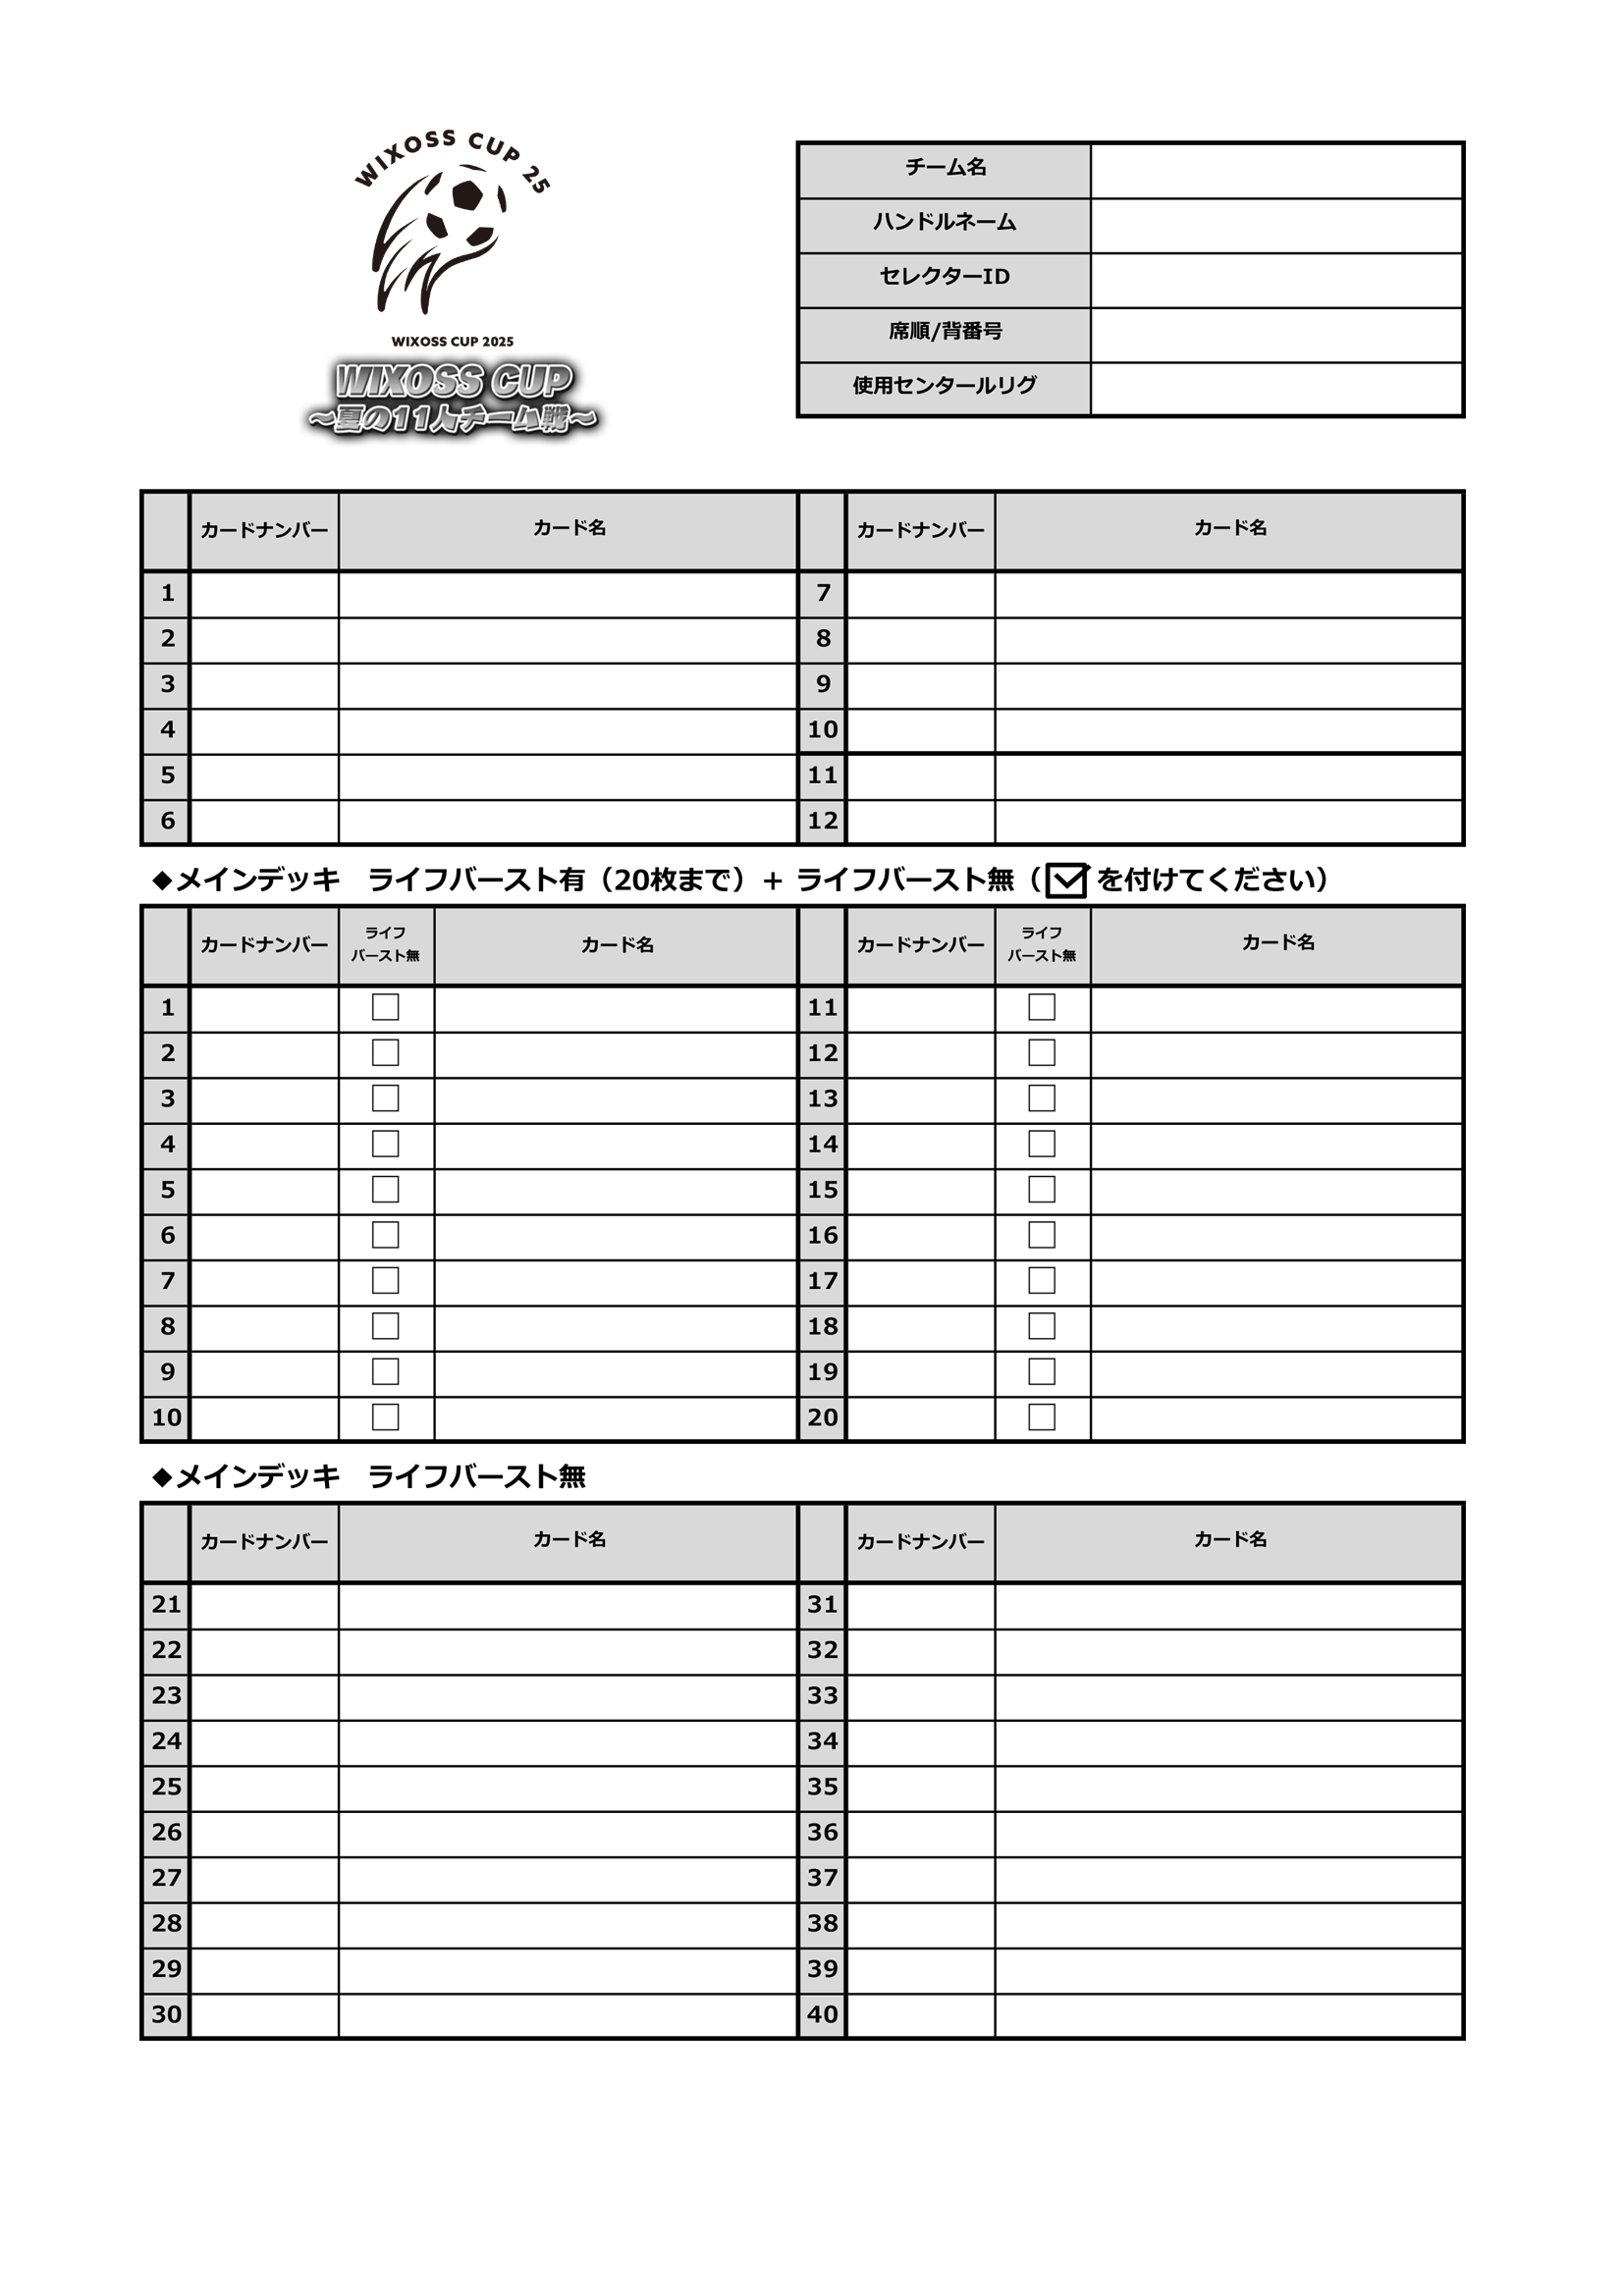 WIXOSS CUP 25
WIXOSS CUP 2025
WIXOSS CUP
～夏の11人チーム戦～
チーム名
ハンドルネーム
セレクターID
席順/背番号
使用センタールリグ
カードナンバー カード名 カードナンバー カード名
1 7
2 8
3 9
4 10
5 11
6 12
◆メインデッキ　ライフバースト有（20枚まで）+ ライフバースト無（☑を付けてください）
カードナンバー ライフ バースト無 カード名 カードナンバー ライフ バースト無 カード名
1 □ 11 □
2 □ 12 □
3 □ 13 □
4 □ 14 □
5 □ 15 □
6 □ 16 □
7 □ 17 □
8 □ 18 □
9 □ 19 □
10 □ 20 □
◆メインデッキ　ライフバースト無
カードナンバー カード名 カードナンバー カード名
21 31
22 32
23 33
24 34
25 35
26 36
27 37
28 38
29 39
30 40